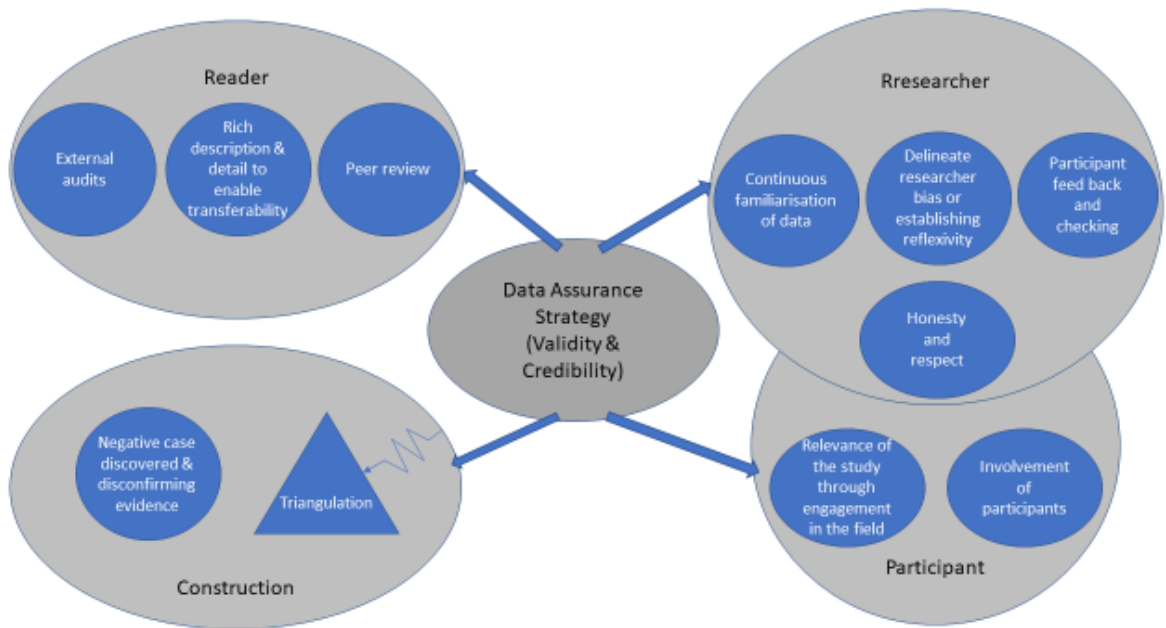 Reader
External
audits
Rich
description &
detail to
enable
transferability
Peer review
Rresearcher
Continuous
familiarisation
of data
Delineate
researcher
bias or
establishing
reflexivity
Participant
feed back
and
checking
Honesty
and
respect
Data Assurance
Strategy
(Validity &
Credibility)
Negative case
discovered &
disconfirming
evidence
Triangulation
Construction
Relevance of
the study
through
engagement
in the field
Involvement
of
participants
Participant